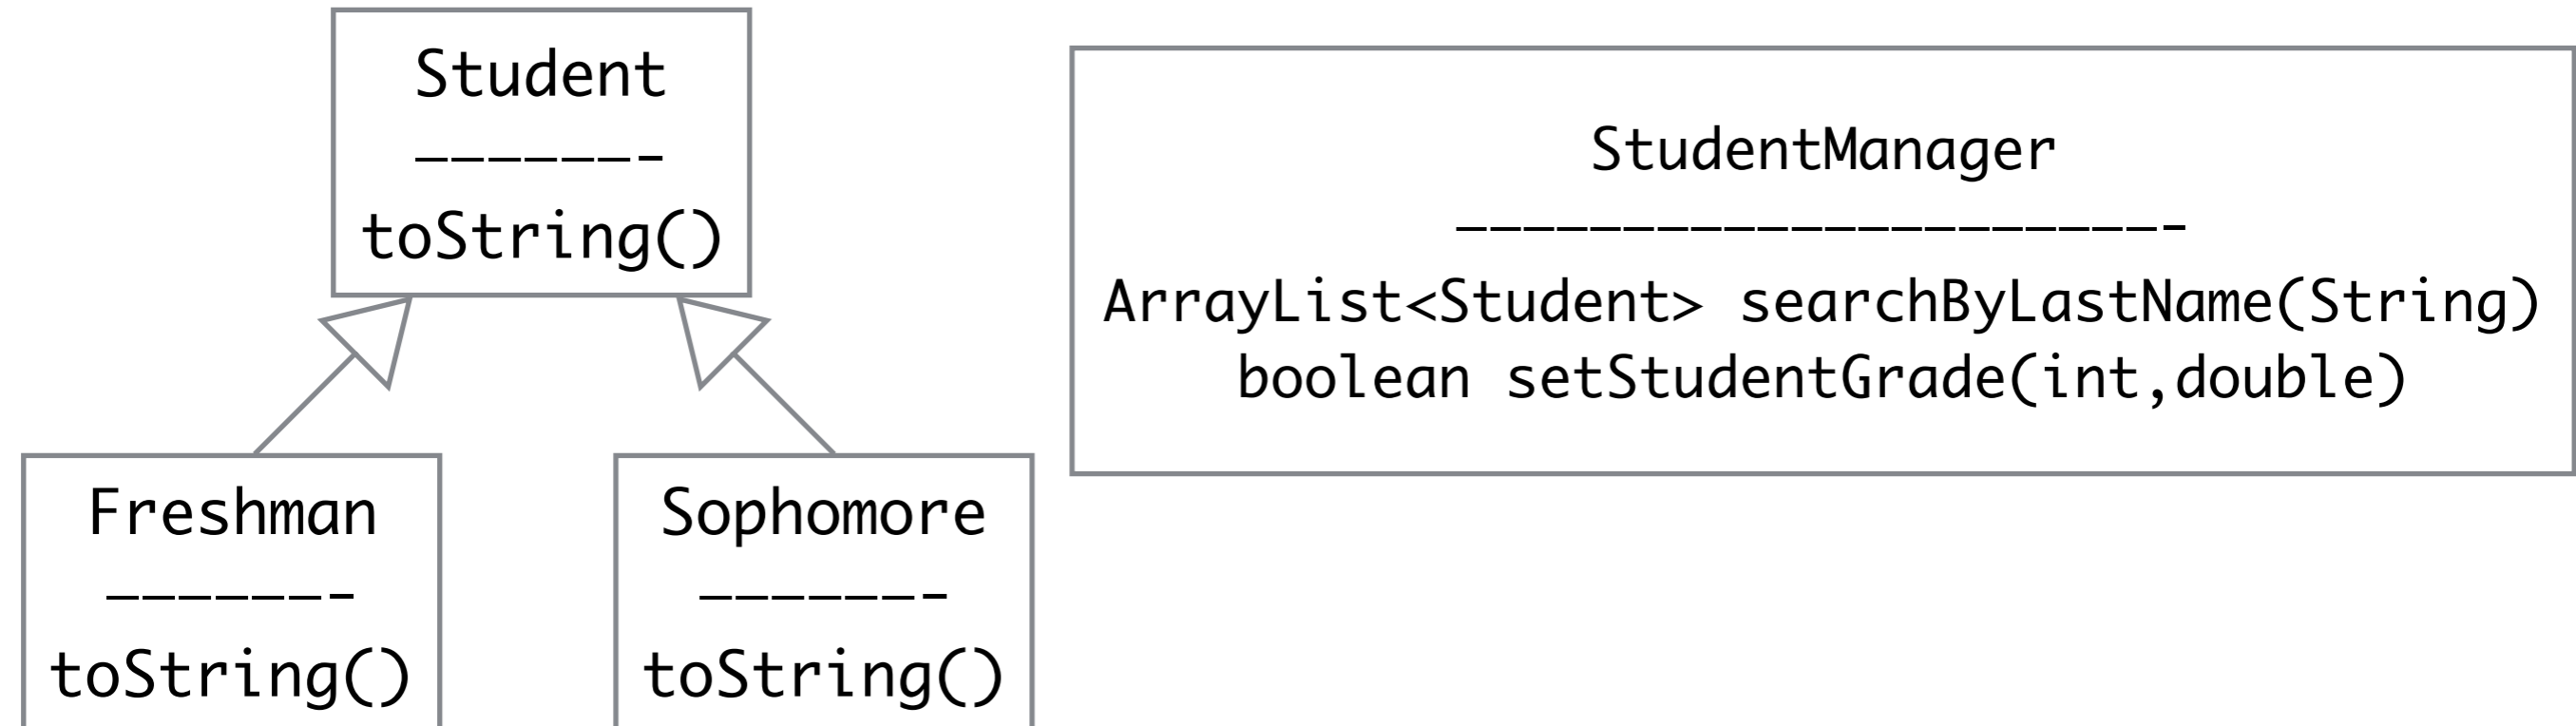 Student
-------
toString()
Freshman
-------
toString()
Sophomore
-------
toString()
StudentManager
----------------------
ArrayList<Student> searchByLastName(String)
boolean setStudentGrade(int,double)